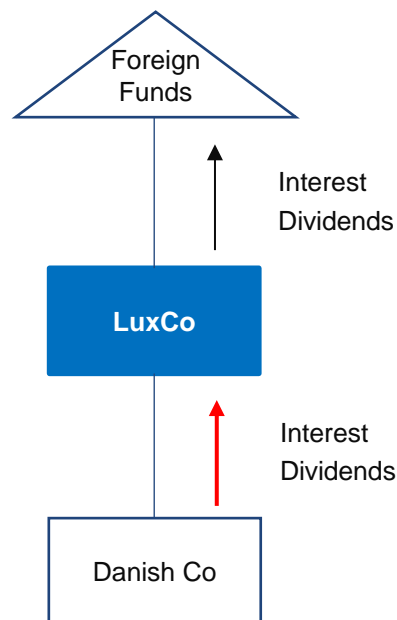 Foreign
Funds
Interest
Dividends
LuxCo
Interest
Dividends
Danish Co